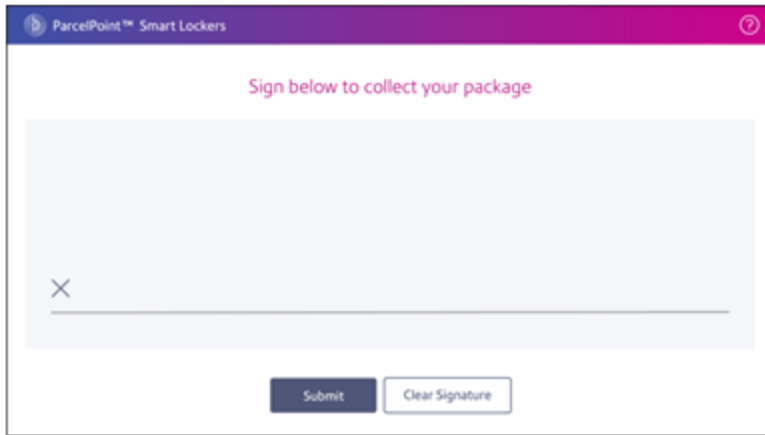 ParcelPoint™ Smart Lockers
?
Sign below to collect your package
Submit
Clear Signature